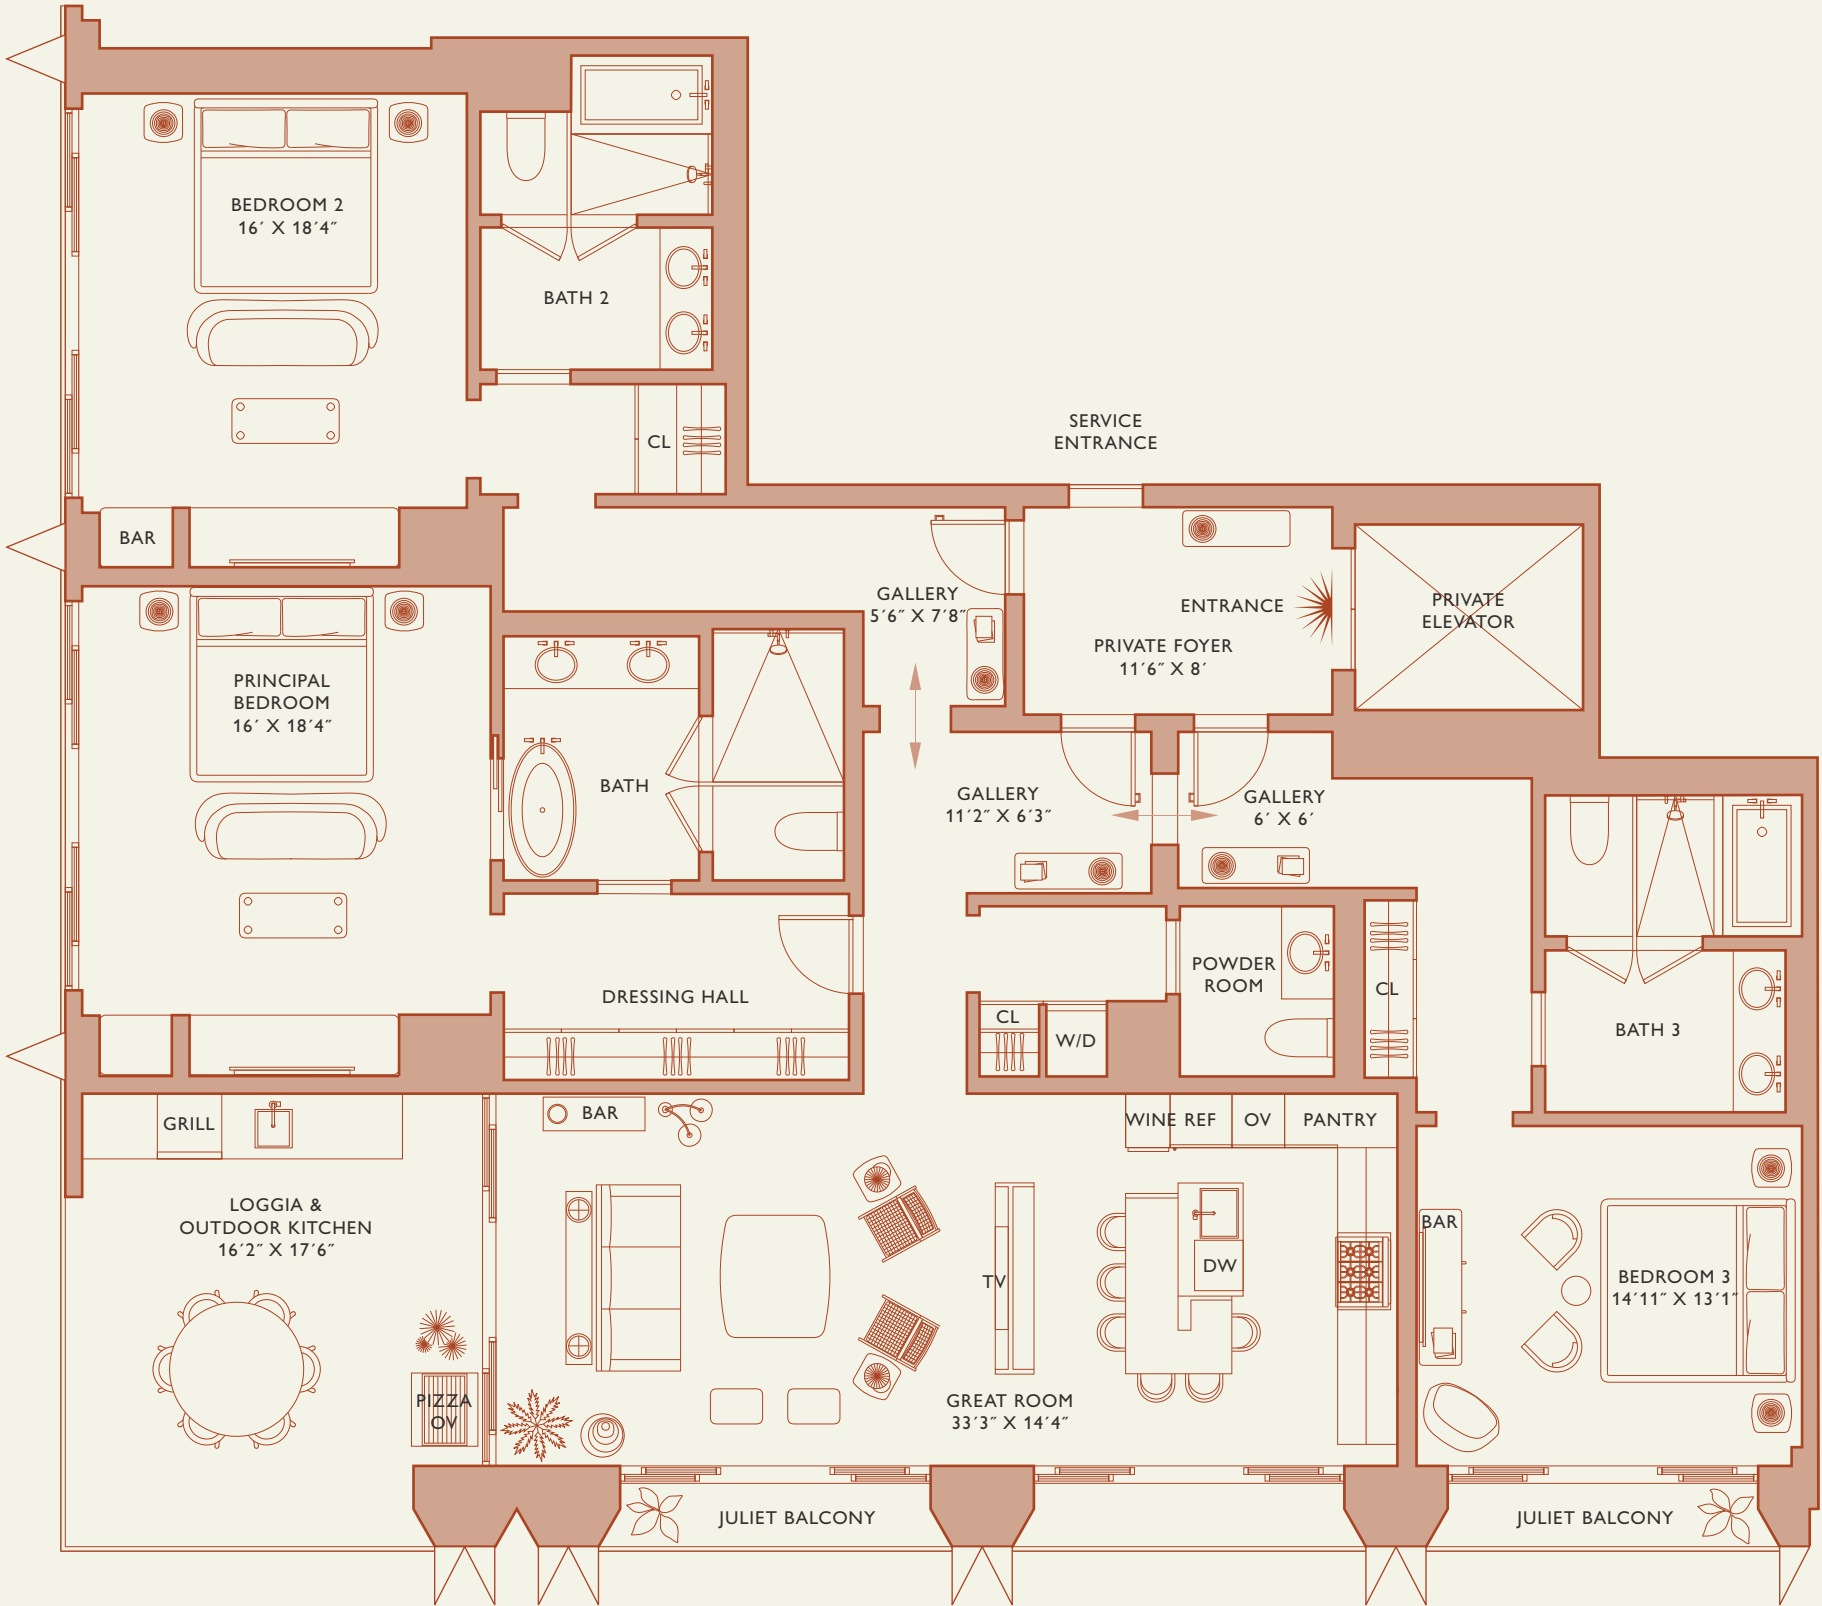 BEDROOM 2
16′ X 18′4″
BATH 2
CL
SERVICE
ENTRANCE
BAR
GALLERY
5′6″ X 7′8″
ENTRANCE
PRIVATE
ELEVATOR
PRIVATE FOYER
11′6″ X 8′
PRINCIPAL
BEDROOM
16′ X 18′4″
BATH
GALLERY
11′2″ X 6′3″
GALLERY
6′ X 6′
DRESSING HALL
POWDER
ROOM
CL
CL
W/D
BATH 3
GRILL
BAR
WINE REF
OV
PANTRY
LOGGIA &
OUTDOOR KITCHEN
16′2″ X 17′6″
TV
DW
BAR
BEDROOM 3
14′11″ X 13′1″
PIZZA
OV
GREAT ROOM
33′3″ X 14′4″
JULIET BALCONY
JULIET BALCONY